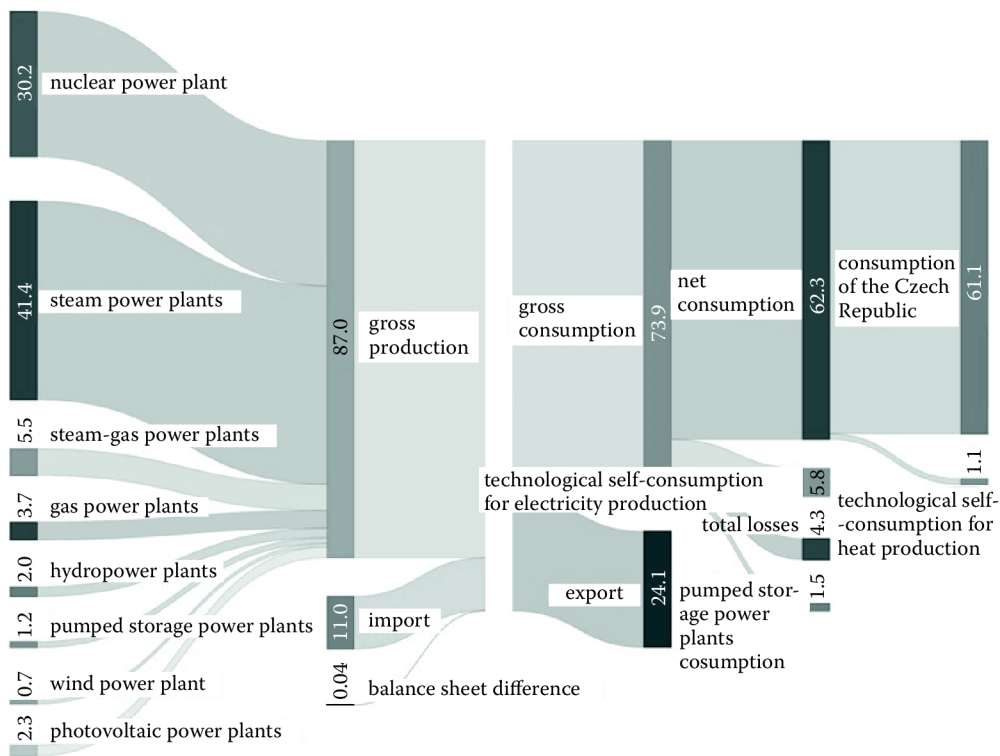 30.2
nuclear power plant
41.4
steam power plants
5.5
steam-gas power plants
3.7
gas power plants
2.0
hydropower plants
1.2
pumped storage power plants
0.7
wind power plant
2.3
photovoltaic power plants
87.0
gross
production
11.0
import
0.04
balance sheet difference
gross
consumption
73.9
net
consumption
62.3
consumption
of the Czech
Republic
61.1
technological self-consumption
for electricity production
5.8
total losses
4.3
1.1
technological self-
-consumption for
heat production
export
24.1
pumped stor-
age power
plants
cosumption
1.5